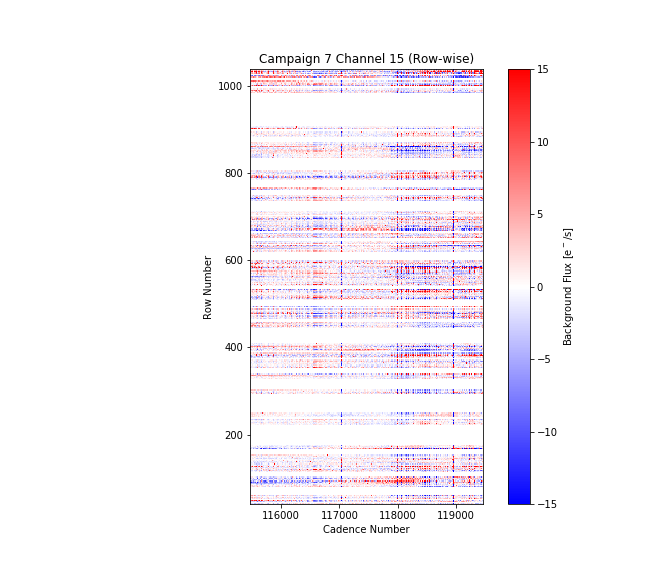 Campaign 7 Channel 15 (Row-wise)
1000
800
600
400
200
Row Number
116000 117000 118000 119000
Cadence Number
15
10
5
0
−5
−10
−15
Background Flux [e⁻/s]